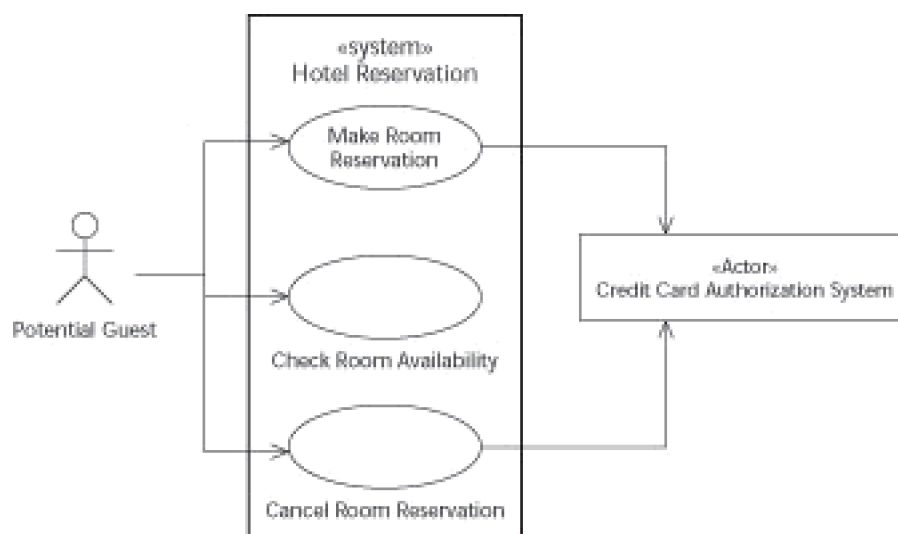 «system»
Hotel Reservation
Make Room
Reservation
Potential Guest
Check Room Availability
Cancel Room Reservation
«Actor»
Credit Card Authorization System